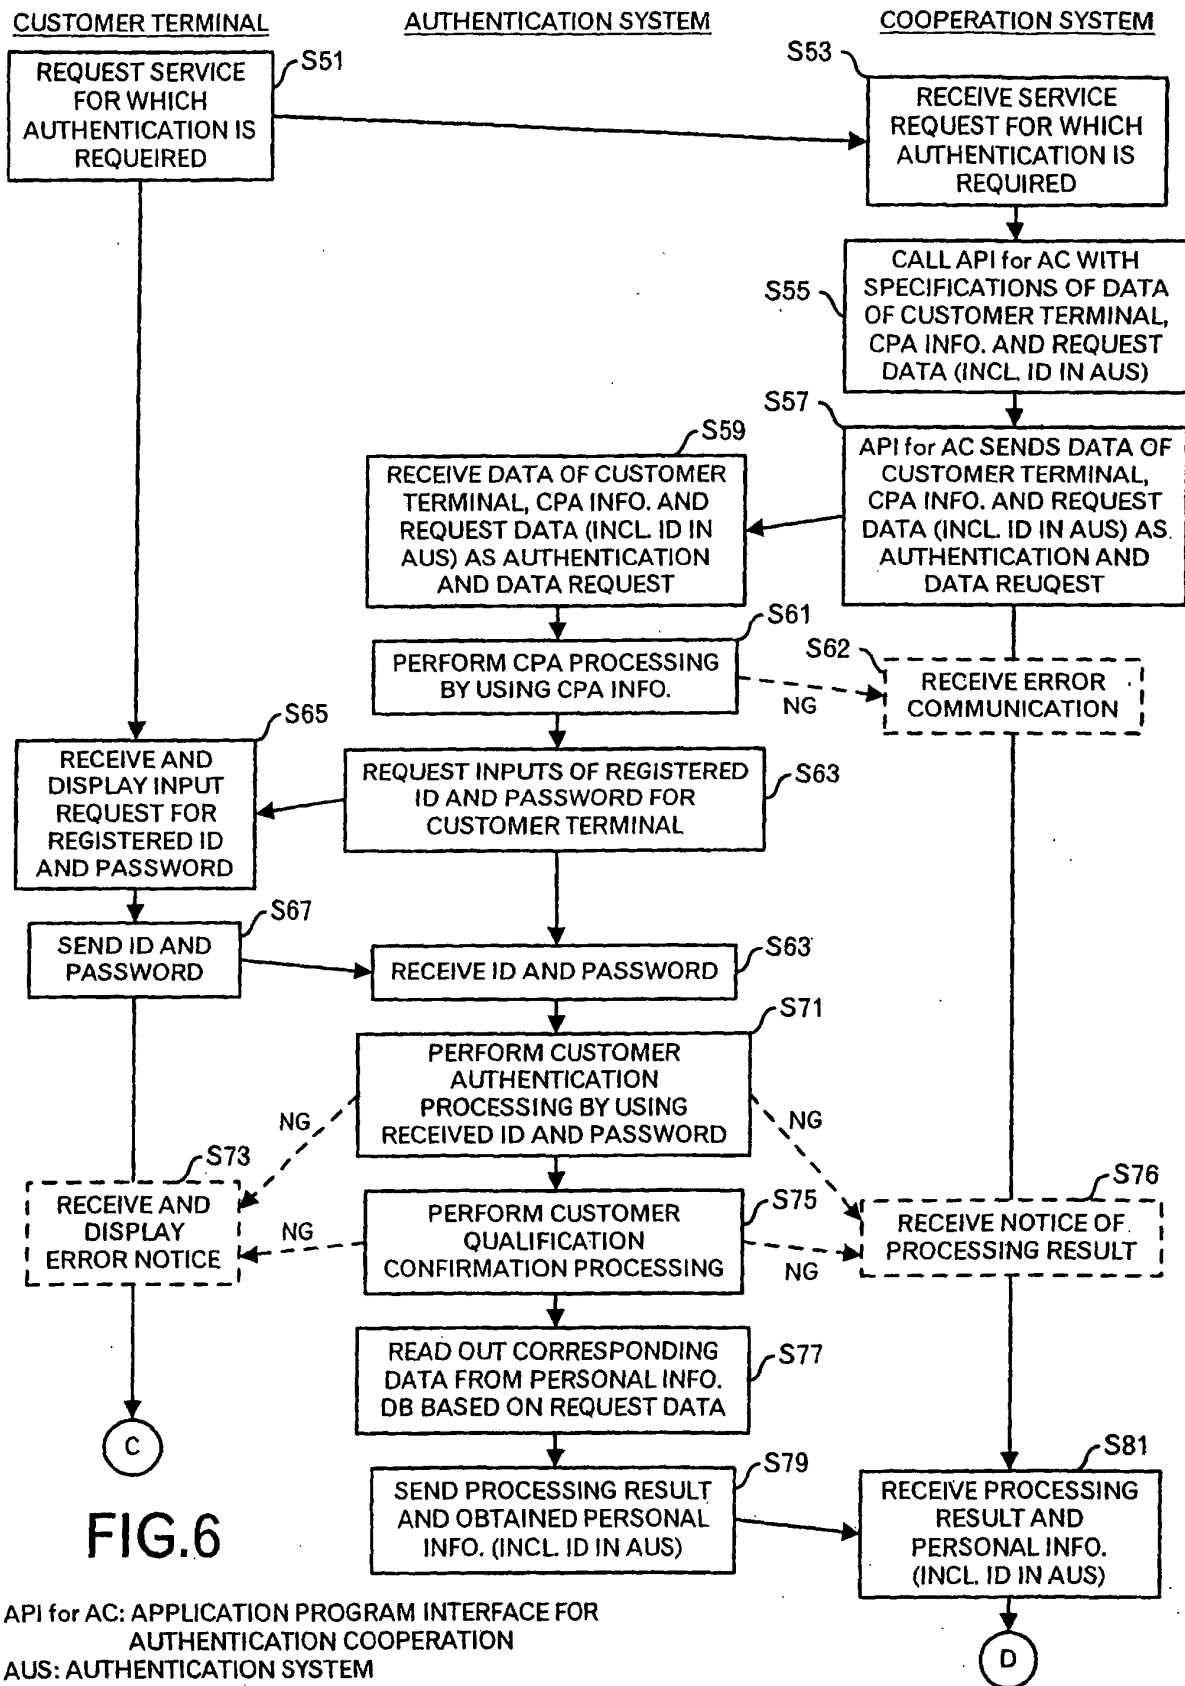 CUSTOMER TERMINAL
AUTHENTICATION SYSTEM
COOPERATION SYSTEM
S51
REQUEST SERVICE
FOR WHICH
AUTHENTICATION IS
REQUEIRED
S53
RECEIVE SERVICE
REQUEST FOR WHICH
AUTHENTICATION IS
REQUIRED
S55
CALL API for AC WITH
SPECIFICATIONS OF DATA
OF CUSTOMER TERMINAL,
CPA INFO. AND REQUEST
DATA (INCL. ID IN AUS)
S57
API for AC SENDS DATA OF
CUSTOMER TERMINAL,
CPA INFO. AND REQUEST
DATA (INCL. ID IN AUS) AS
AUTHENTICATION AND
DATA REUQEST
S59
RECEIVE DATA OF CUSTOMER
TERMINAL, CPA INFO. AND
REQUEST DATA (INCL. ID IN
AUS) AS AUTHENTICATION
AND DATA REQUEST
S61
PERFORM CPA PROCESSING
BY USING CPA INFO.
NG
S62
RECEIVE ERROR
COMMUNICATION
S63
REQUEST INPUTS OF REGISTERED
ID AND PASSWORD FOR
CUSTOMER TERMINAL
S65
RECEIVE AND
DISPLAY INPUT
REQUEST FOR
REGISTERED ID
AND PASSWORD
S67
SEND ID AND
PASSWORD
S63
RECEIVE ID AND PASSWORD
S71
PERFORM CUSTOMER
AUTHENTICATION
PROCESSING BY USING
RECEIVED ID AND PASSWORD
NG
NG
S73
RECEIVE AND
DISPLAY
ERROR NOTICE
NG
S75
PERFORM CUSTOMER
QUALIFICATION
CONFIRMATION PROCESSING
NG
S76
RECEIVE NOTICE OF
PROCESSING RESULT
S77
READ OUT CORRESPONDING
DATA FROM PERSONAL INFO.
DB BASED ON REQUEST DATA
C
S79
SEND PROCESSING RESULT
AND OBTAINED PERSONAL
INFO. (INCL. ID IN AUS)
S81
RECEIVE PROCESSING
RESULT AND
PERSONAL INFO.
(INCL. ID IN AUS)
D
FIG.6
API for AC: APPLICATION PROGRAM INTERFACE FOR
AUTHENTICATION COOPERATION
AUS: AUTHENTICATION SYSTEM